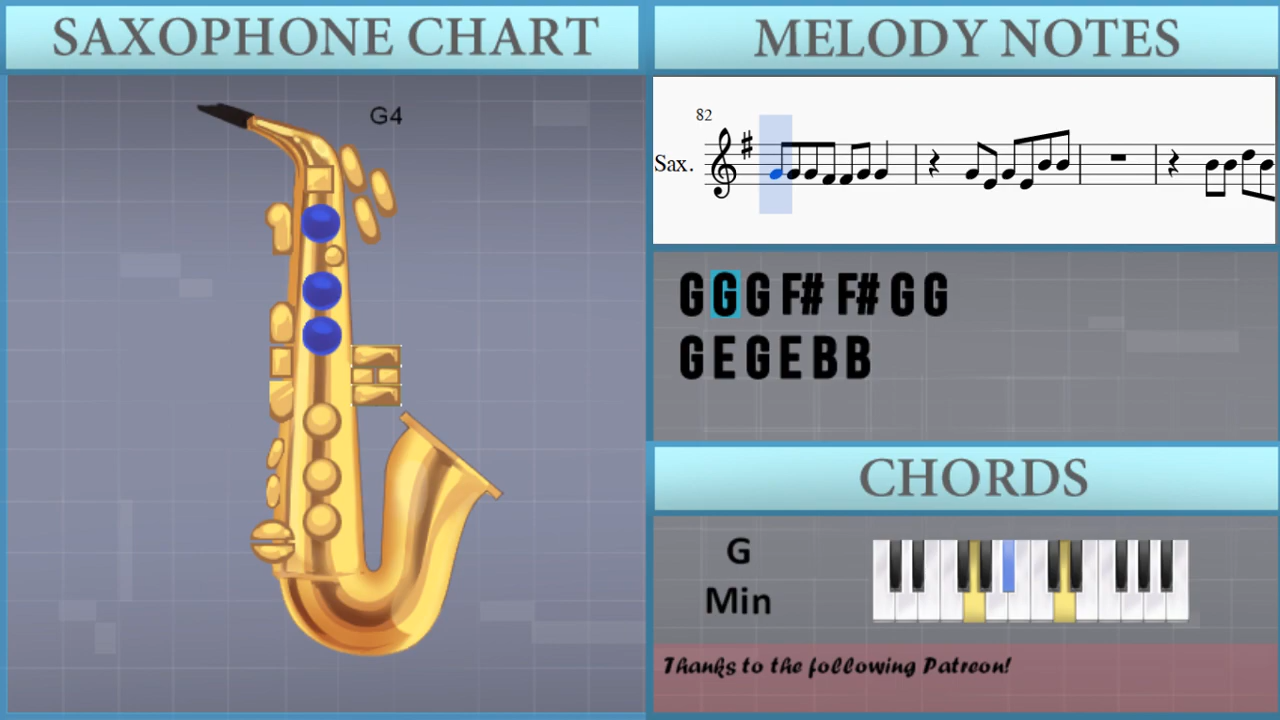 SAXOPHONE CHART
G4
MELODY NOTES
82
Sax.
G G G F# F# G G
G E G E B B
CHORDS
G
Min
Thanks to the following Patreon!